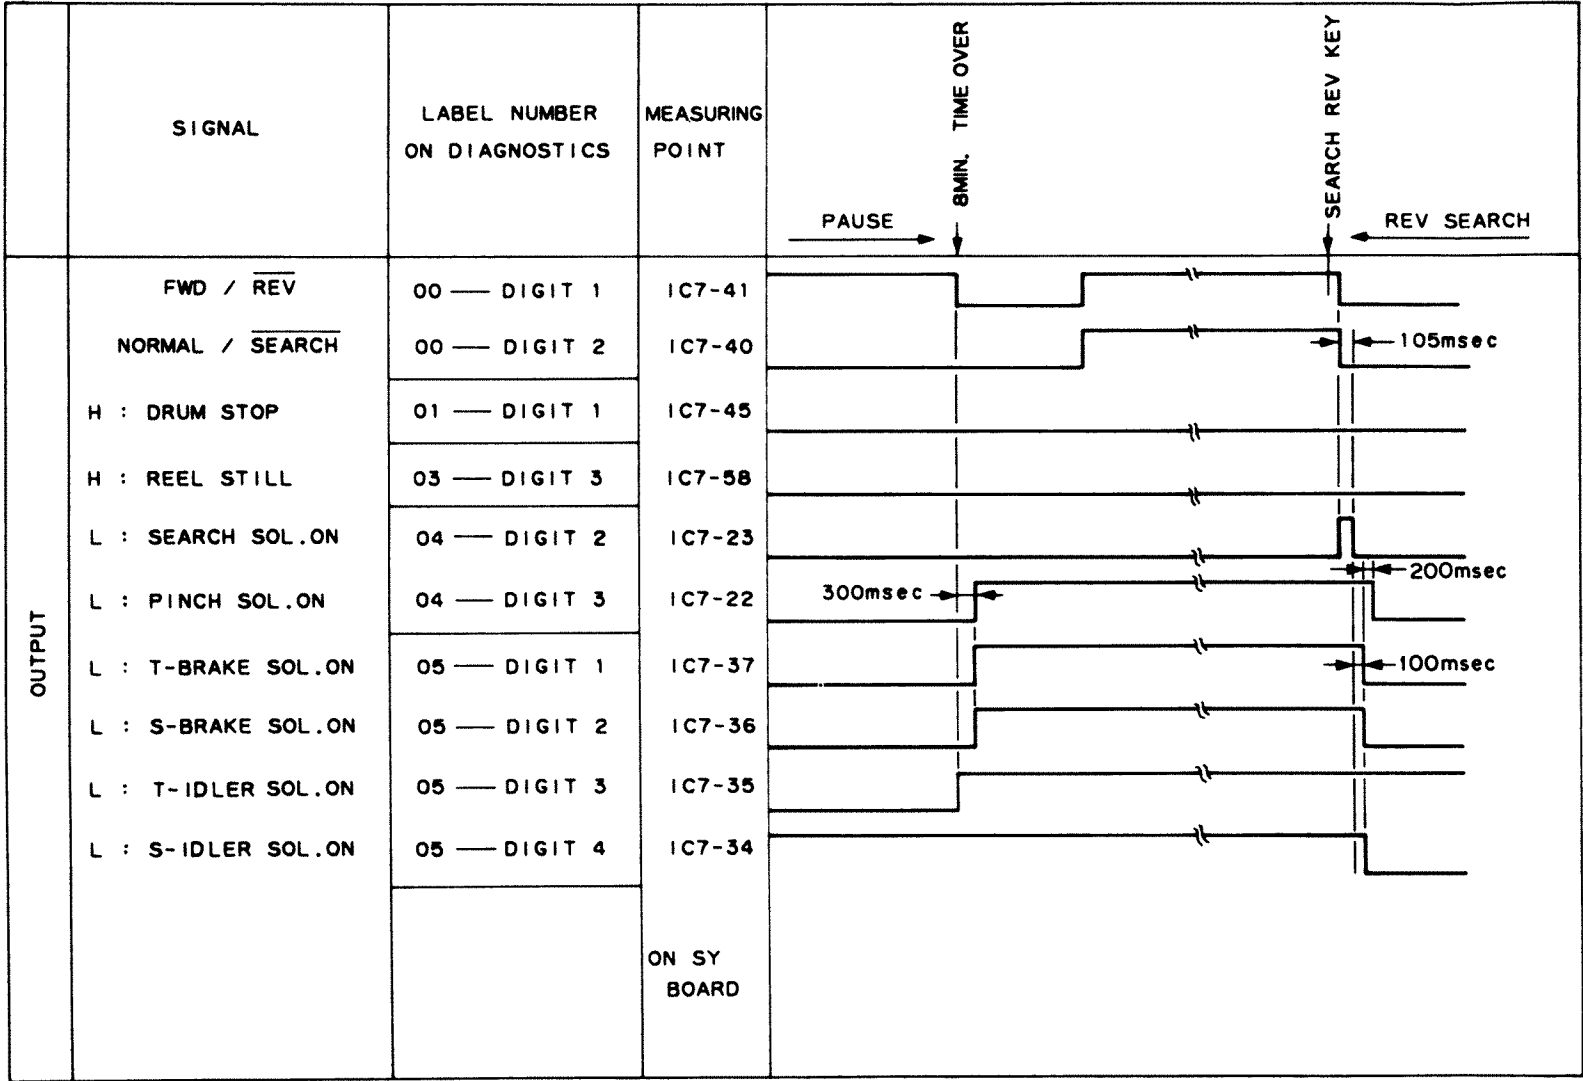 SIGNAL
LABEL NUMBER
ON DIAGNOSTICS
MEASURING
POINT
PAUSE
8MIN. TIME OVER
SEARCH REV KEY
REV SEARCH
OUTPUT
FWD / REV 00 — DIGIT 1 IC7-41
NORMAL / SEARCH 00 — DIGIT 2 IC7-40 105msec
H : DRUM STOP 01 — DIGIT 1 IC7-45
H : REEL STILL 03 — DIGIT 3 IC7-58
L : SEARCH SOL.ON 04 — DIGIT 2 IC7-23
200msec
L : PINCH SOL.ON 04 — DIGIT 3 IC7-22 300msec
L : T-BRAKE SOL.ON 05 — DIGIT 1 IC7-37 100msec
L : S-BRAKE SOL.ON 05 — DIGIT 2 IC7-36
L : T-IDLER SOL.ON 05 — DIGIT 3 IC7-35
L : S-IDLER SOL.ON 05 — DIGIT 4 IC7-34
ON SY
BOARD